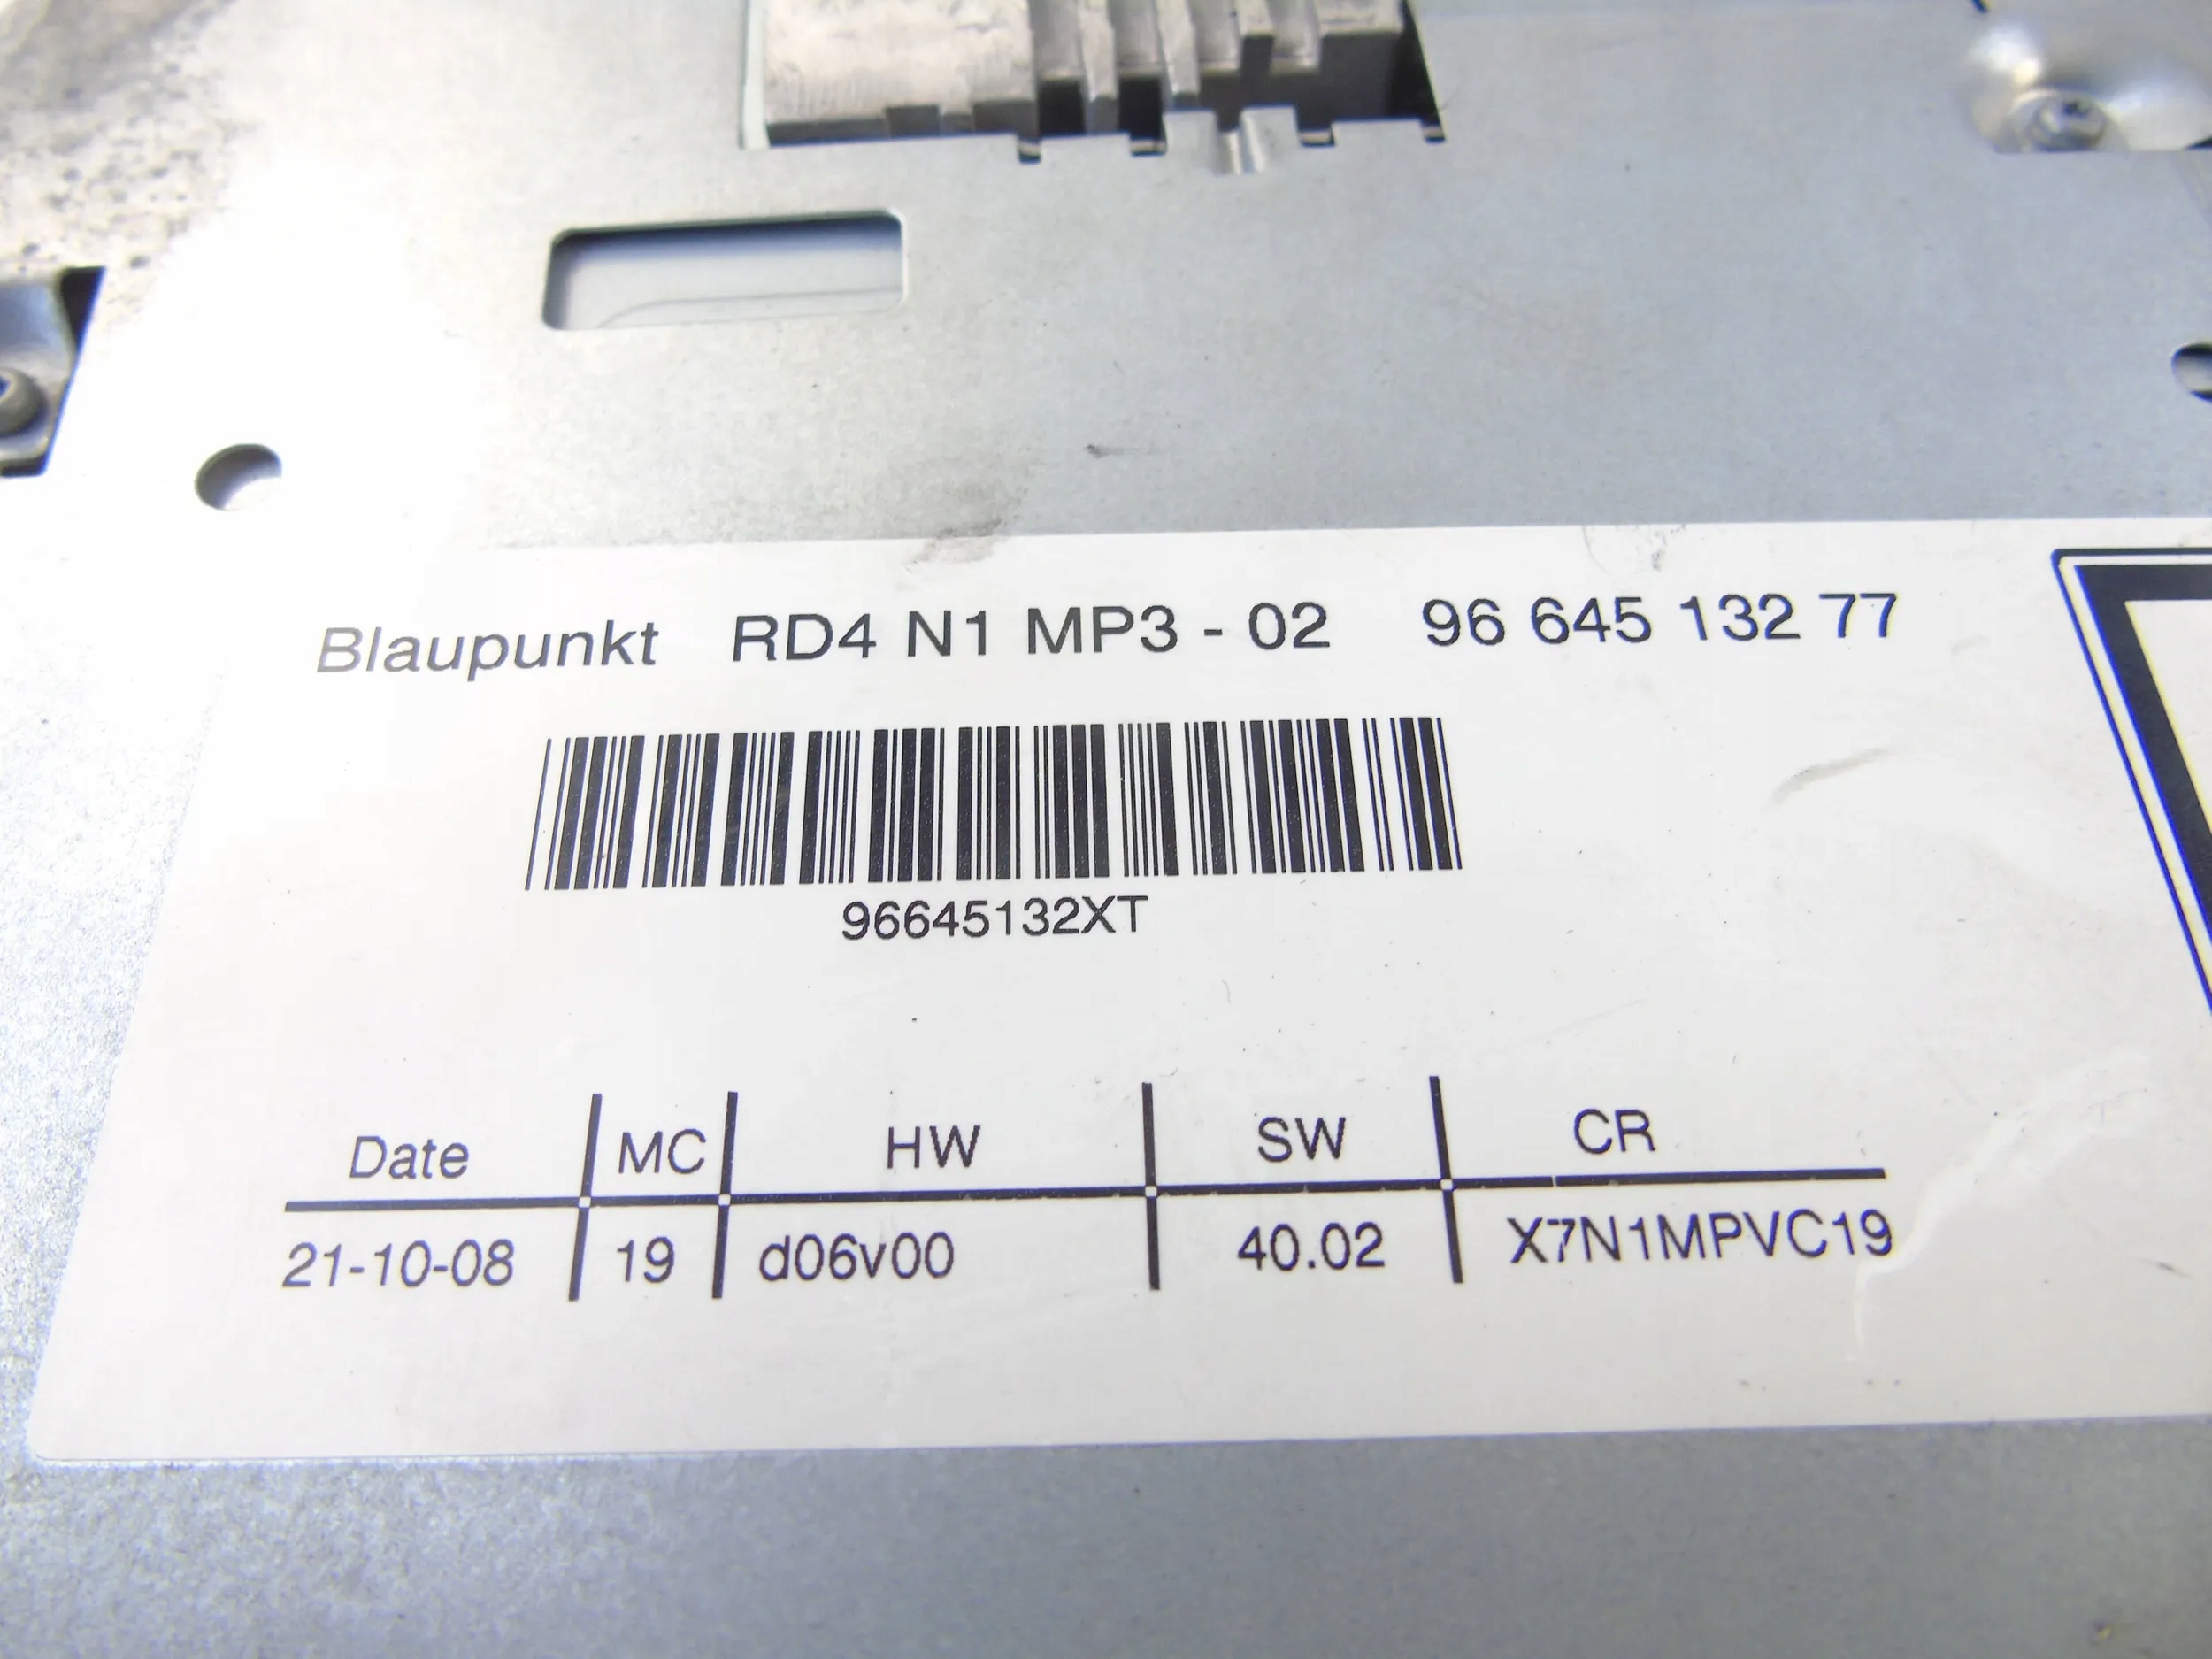 Blaupunkt RD4 N1 MP3 - 02 96 645 132 77
96645132XT
Date MC HW SW CR
21-10-08 19 d06v00 40.02 X7N1MPVC19